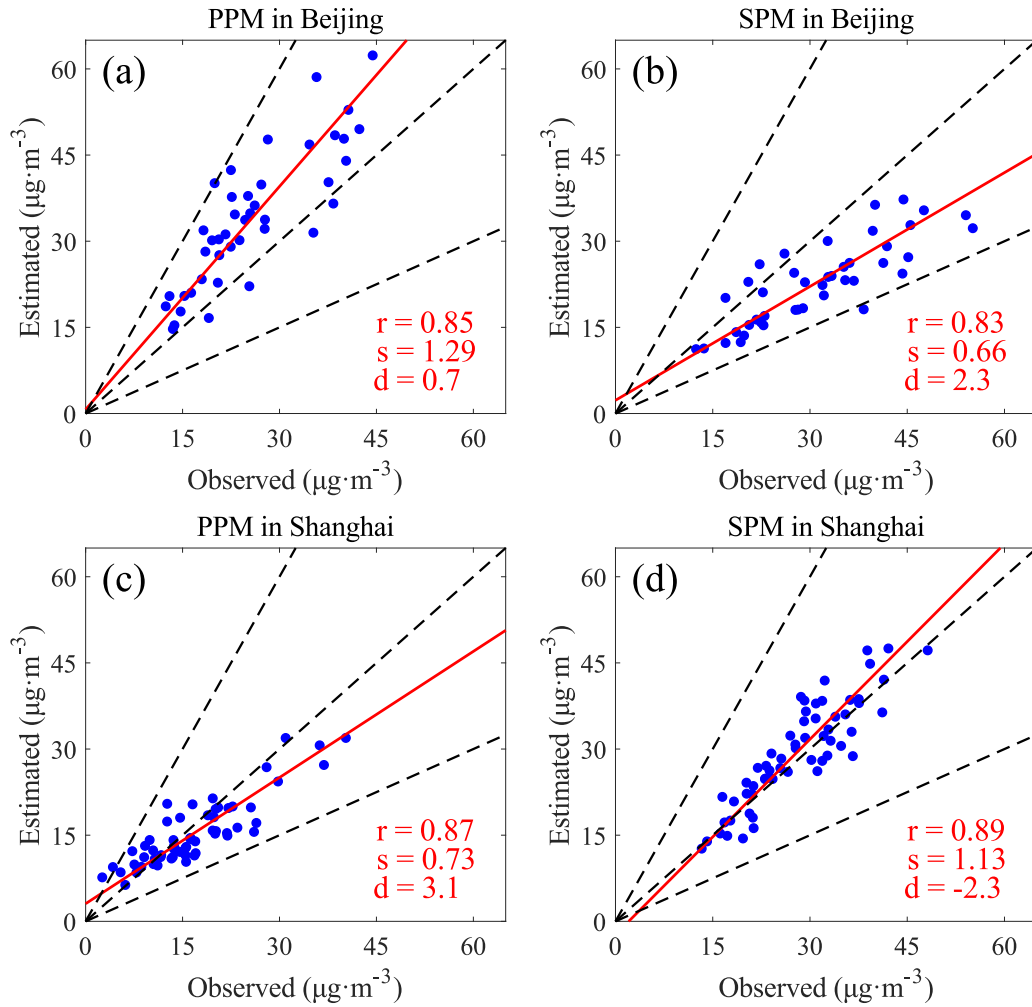 PPM in Beijing
(a)
60
45
30
15
0
Estimated (μg·m⁻³)
r = 0.85
s = 1.29
d = 0.7
0 15 30 45 60
Observed (μg·m⁻³)
SPM in Beijing
(b)
60
45
30
15
0
Estimated (μg·m⁻³)
r = 0.83
s = 0.66
d = 2.3
0 15 30 45 60
Observed (μg·m⁻³)
PPM in Shanghai
(c)
60
45
30
15
0
Estimated (μg·m⁻³)
r = 0.87
s = 0.73
d = 3.1
0 15 30 45 60
Observed (μg·m⁻³)
SPM in Shanghai
(d)
60
45
30
15
0
Estimated (μg·m⁻³)
r = 0.89
s = 1.13
d = -2.3
0 15 30 45 60
Observed (μg·m⁻³)